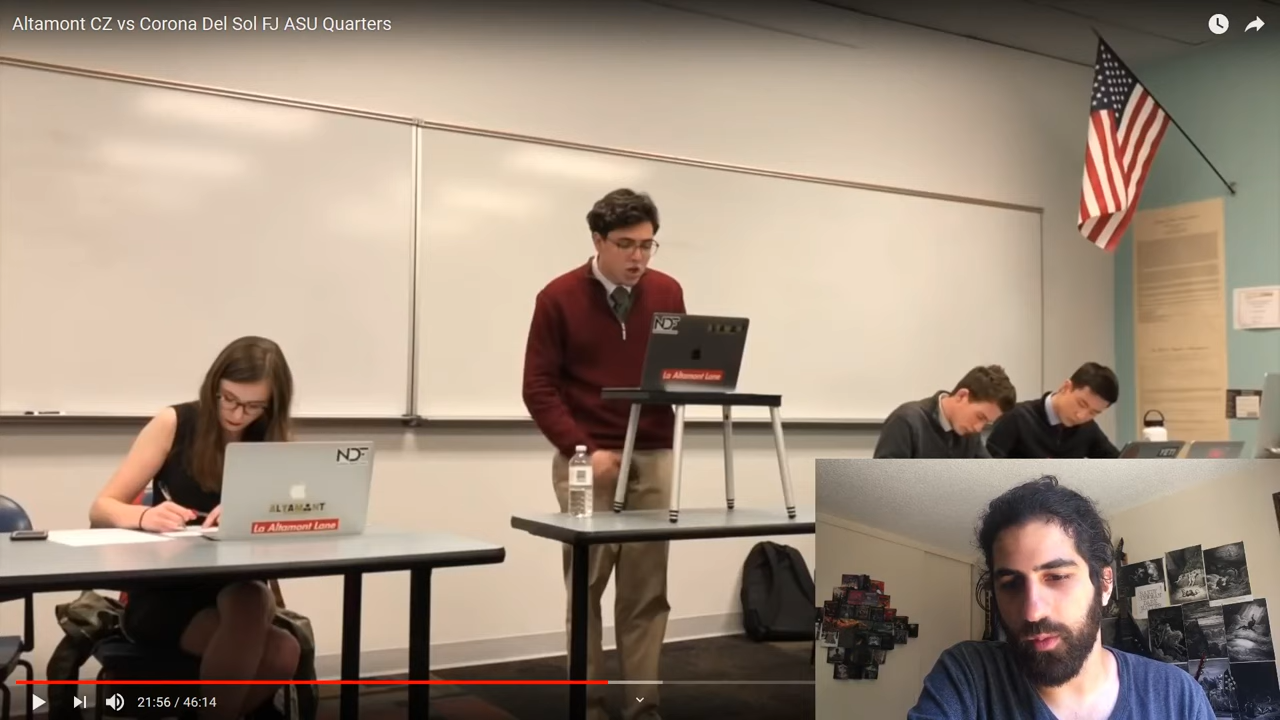 Altamont CZ vs Corona Del Sol FJ ASU Quarters
NDF
La Altamont Lane
NDF
ALTAMONT
La Altamont Lane
YETI
21:56 / 46:14